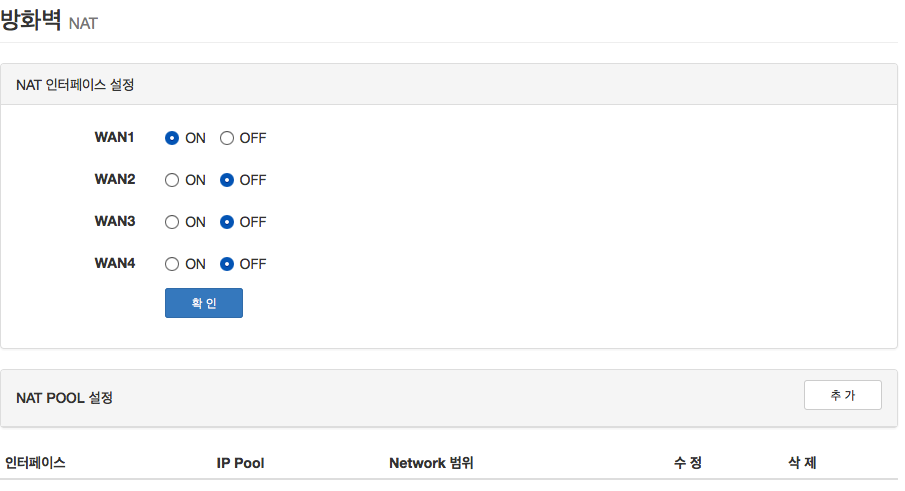 방화벽 NAT
NAT 인터페이스 설정
WAN1 ON OFF
WAN2 ON OFF
WAN3 ON OFF
WAN4 ON OFF
확 인
NAT POOL 설정 추 가
인터페이스 IP Pool Network 범위 수 정 삭 제